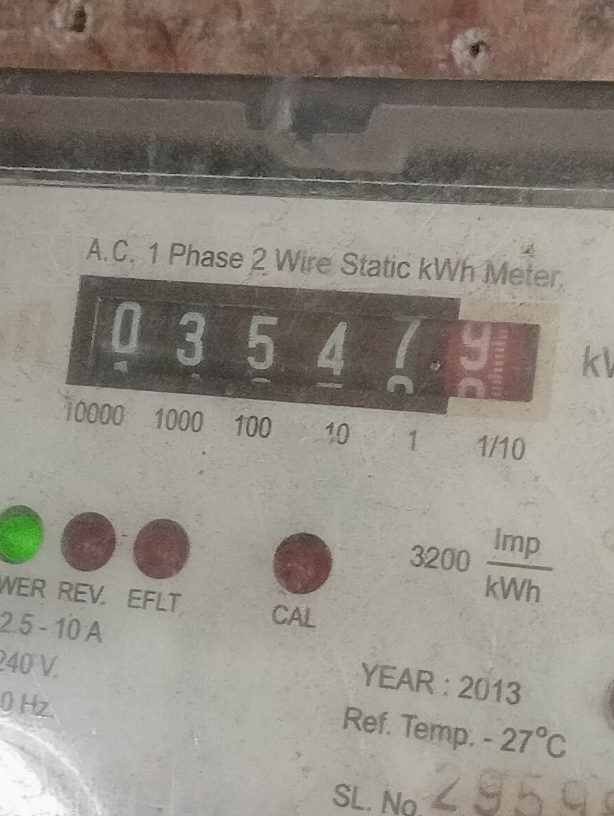 A.C. 1 Phase 2 Wire Static kWh Meter
0 3 5 4 7 9
10000 1000 100 10 1 1/10
3200 Imp
kWh
REV. EFLT
CAL
2.5 - 10 A
240 V.
YEAR : 2013
Ref. Temp. - 27°C
SL. No